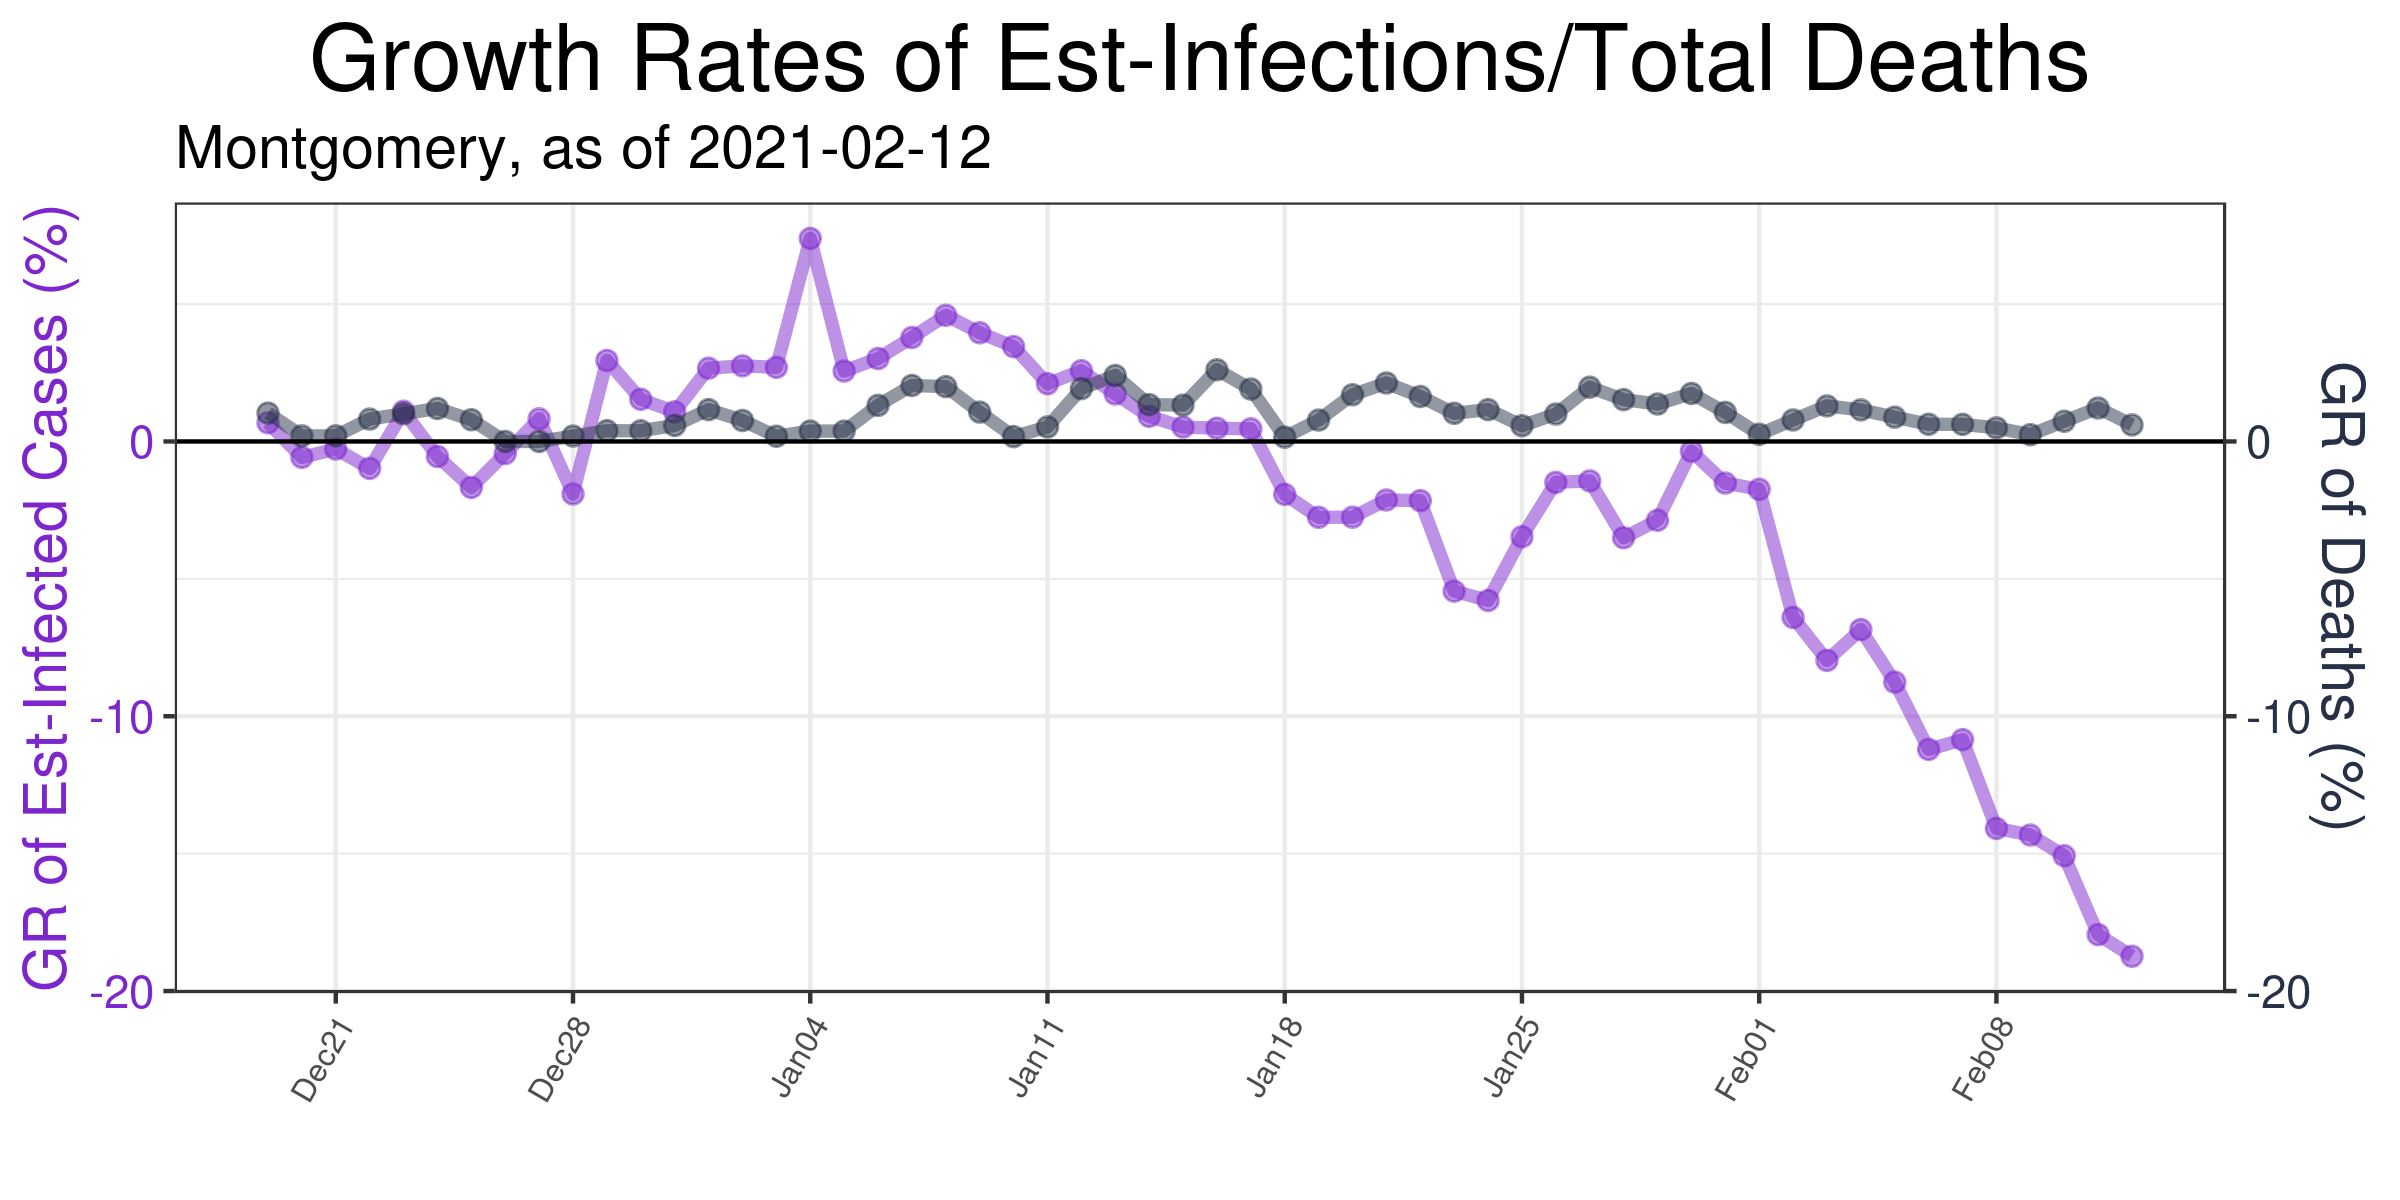 Growth Rates of Est-Infections/Total Deaths
Montgomery, as of 2021-02-12
GR of Est-Infected Cases (%)
0
-10
-20
GR of Deaths (%)
0
-10
-20
Dec21
Dec28
Jan04
Jan11
Jan18
Jan25
Feb01
Feb08